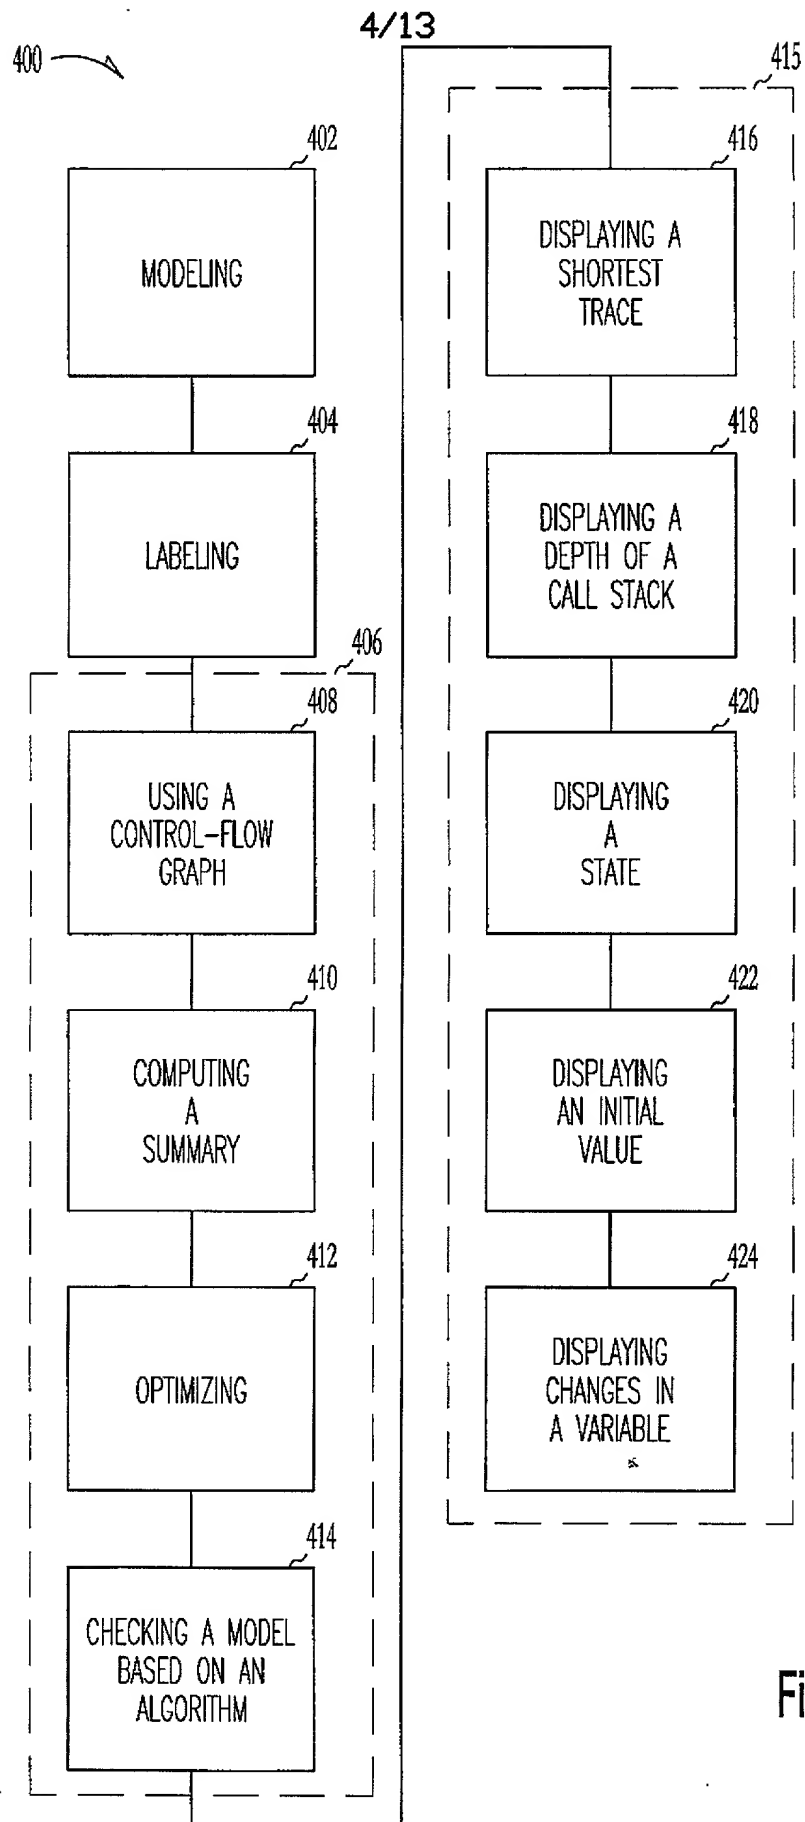 4/13
400
402
MODELING
404
LABELING
406
408
USING A
CONTROL-FLOW
GRAPH
410
COMPUTING
A
SUMMARY
412
OPTIMIZING
414
CHECKING A MODEL
BASED ON AN
ALGORITHM
415
416
DISPLAYING A
SHORTEST
TRACE
418
DISPLAYING A
DEPTH OF A
CALL STACK
420
DISPLAYING
A
STATE
422
DISPLAYING
AN INITIAL
VALUE
424
DISPLAYING
CHANGES IN
A VARIABLE
Fi